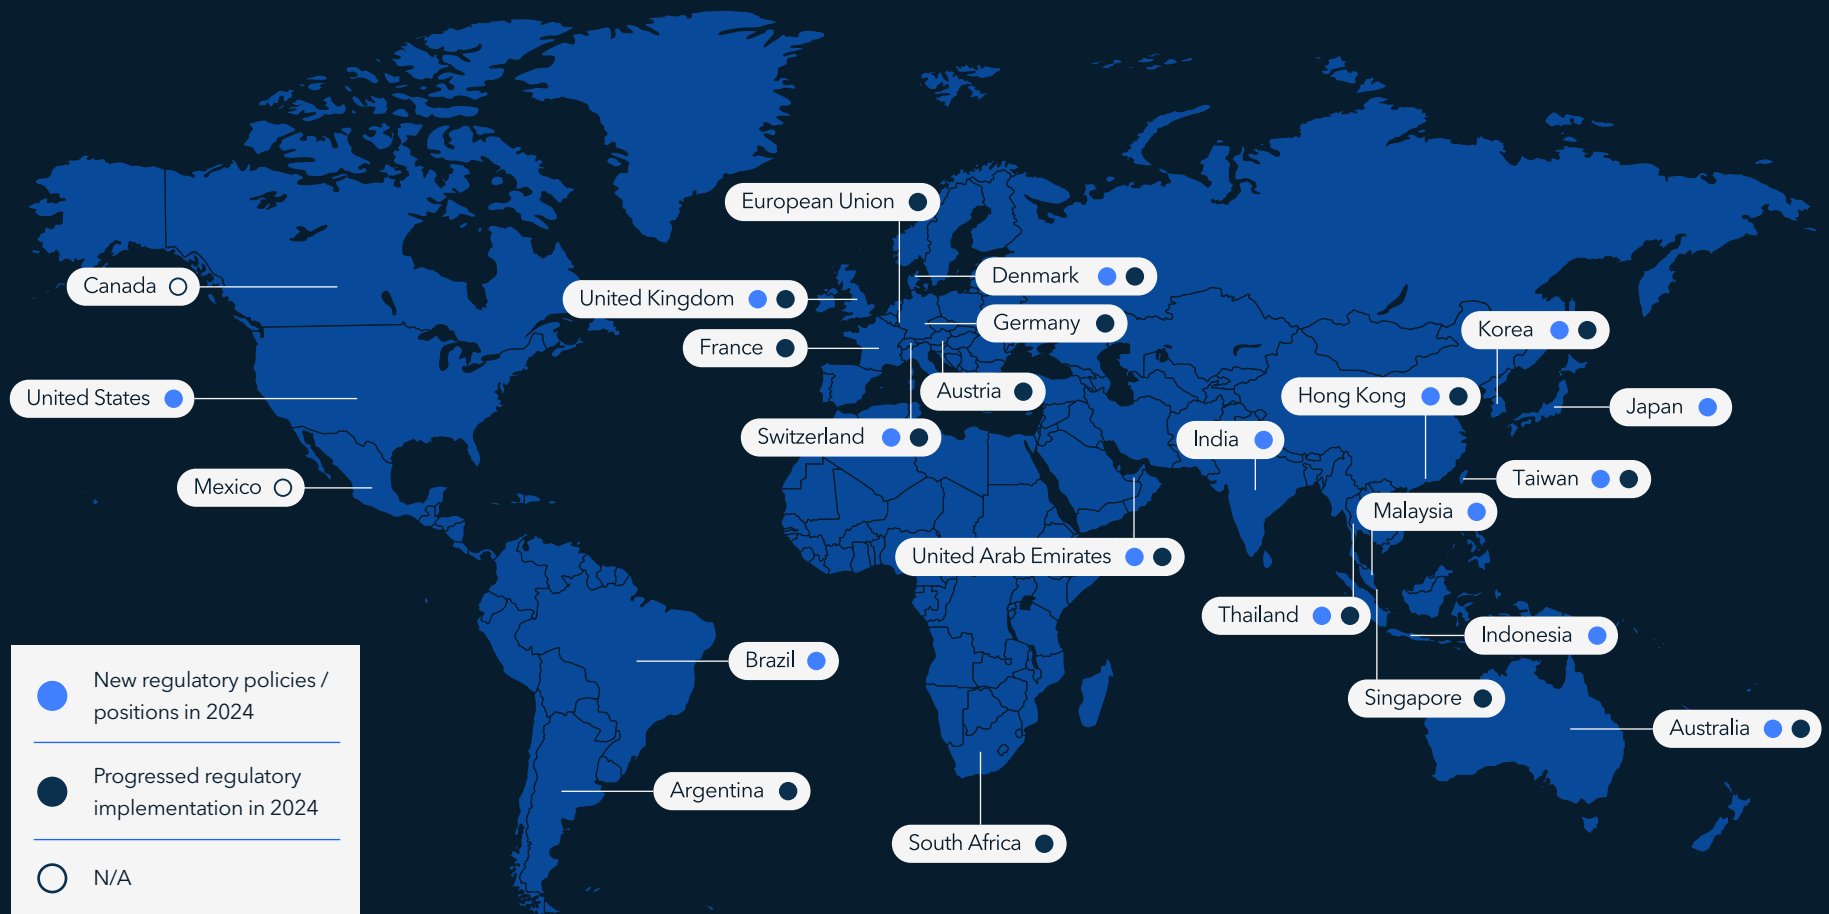 European Union
Denmark
Canada
United Kingdom
Germany
Korea
France
Austria
Hong Kong
United States
Japan
Switzerland
India
Mexico
Taiwan
Malaysia
United Arab Emirates
Thailand
Indonesia
Brazil
Singapore
Australia
Argentina
South Africa
New regulatory policies /
positions in 2024
Progressed regulatory
implementation in 2024
N/A